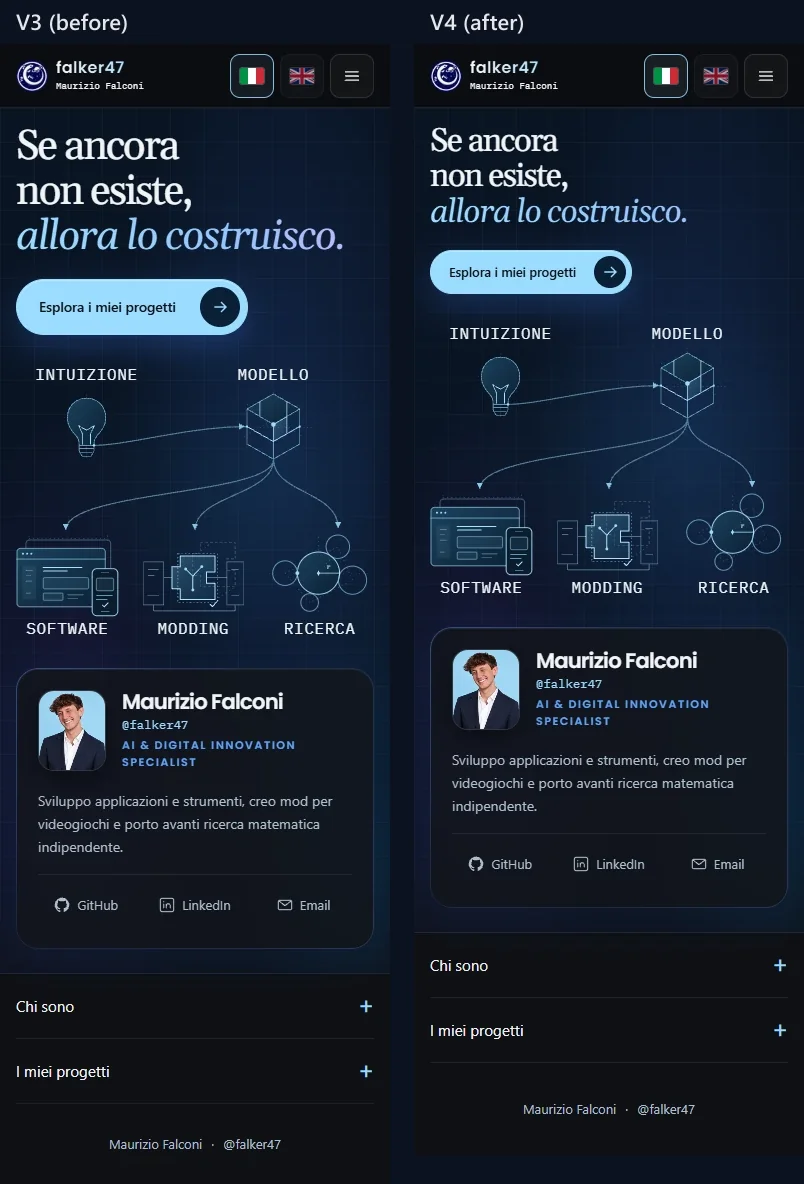 V3 (before)
falker47
Maurizio Falconi
Se ancora
non esiste,
allora lo costruisco.
Esplora i miei progetti
INTUIZIONE
MODELLO
SOFTWARE
MODDING
RICERCA
Maurizio Falconi
@falker47
AI & DIGITAL INNOVATION
SPECIALIST
Sviluppo applicazioni e strumenti, creo mod per
videogiochi e porto avanti ricerca matematica
indipendente.
GitHub
LinkedIn
Email
Chi sono
I miei progetti
Maurizio Falconi · @falker47
V4 (after)
falker47
Maurizio Falconi
Se ancora
non esiste,
allora lo costruisco.
Esplora i miei progetti
INTUIZIONE
MODELLO
SOFTWARE
MODDING
RICERCA
Maurizio Falconi
@falker47
AI & DIGITAL INNOVATION
SPECIALIST
Sviluppo applicazioni e strumenti, creo mod per
videogiochi e porto avanti ricerca matematica
indipendente.
GitHub
LinkedIn
Email
Chi sono
I miei progetti
Maurizio Falconi · @falker47